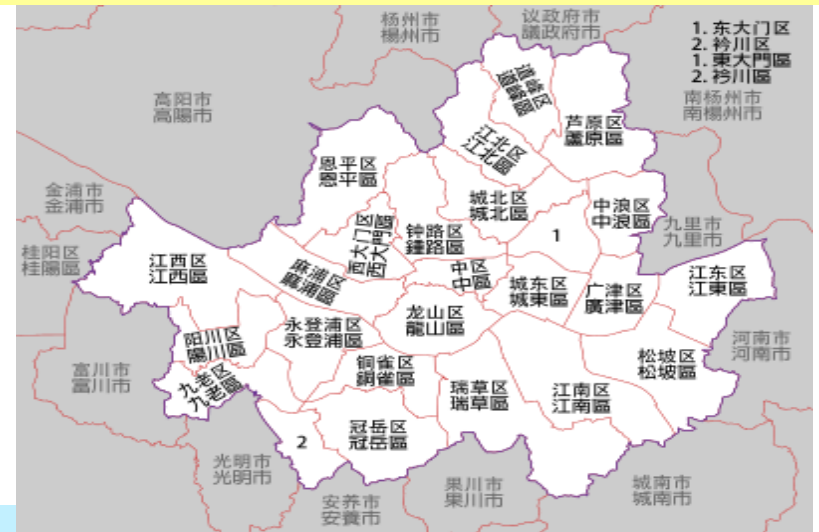 杨州市
楊州市
议政府市
議政府市
1. 东大门区
2. 衿川区
1. 東大門區
2. 衿川區
高阳市
高陽市
道峰区
道峰區
南杨州市
南楊州市
芦原区
蘆原區
江北区
江北區
恩平区
恩平區
金浦市
金浦市
城北区
城北區
中浪区
中浪區
九里市
九里市
西大门区
西大門區
钟路区
鍾路區
1
桂阳区
桂陽區
江西区
江西區
麻浦区
麻浦區
中区
中區
城东区
城東區
广津区
廣津區
江东区
江東區
龙山区
龍山區
阳川区
陽川區
永登浦区
永登浦區
河南市
河南市
松坡区
松坡區
富川市
富川市
九老区
九老區
铜雀区
銅雀區
瑞草区
瑞草區
江南区
江南區
2
冠岳区
冠岳區
光明市
光明市
果川市
果川市
城南市
城南市
安养市
安養市